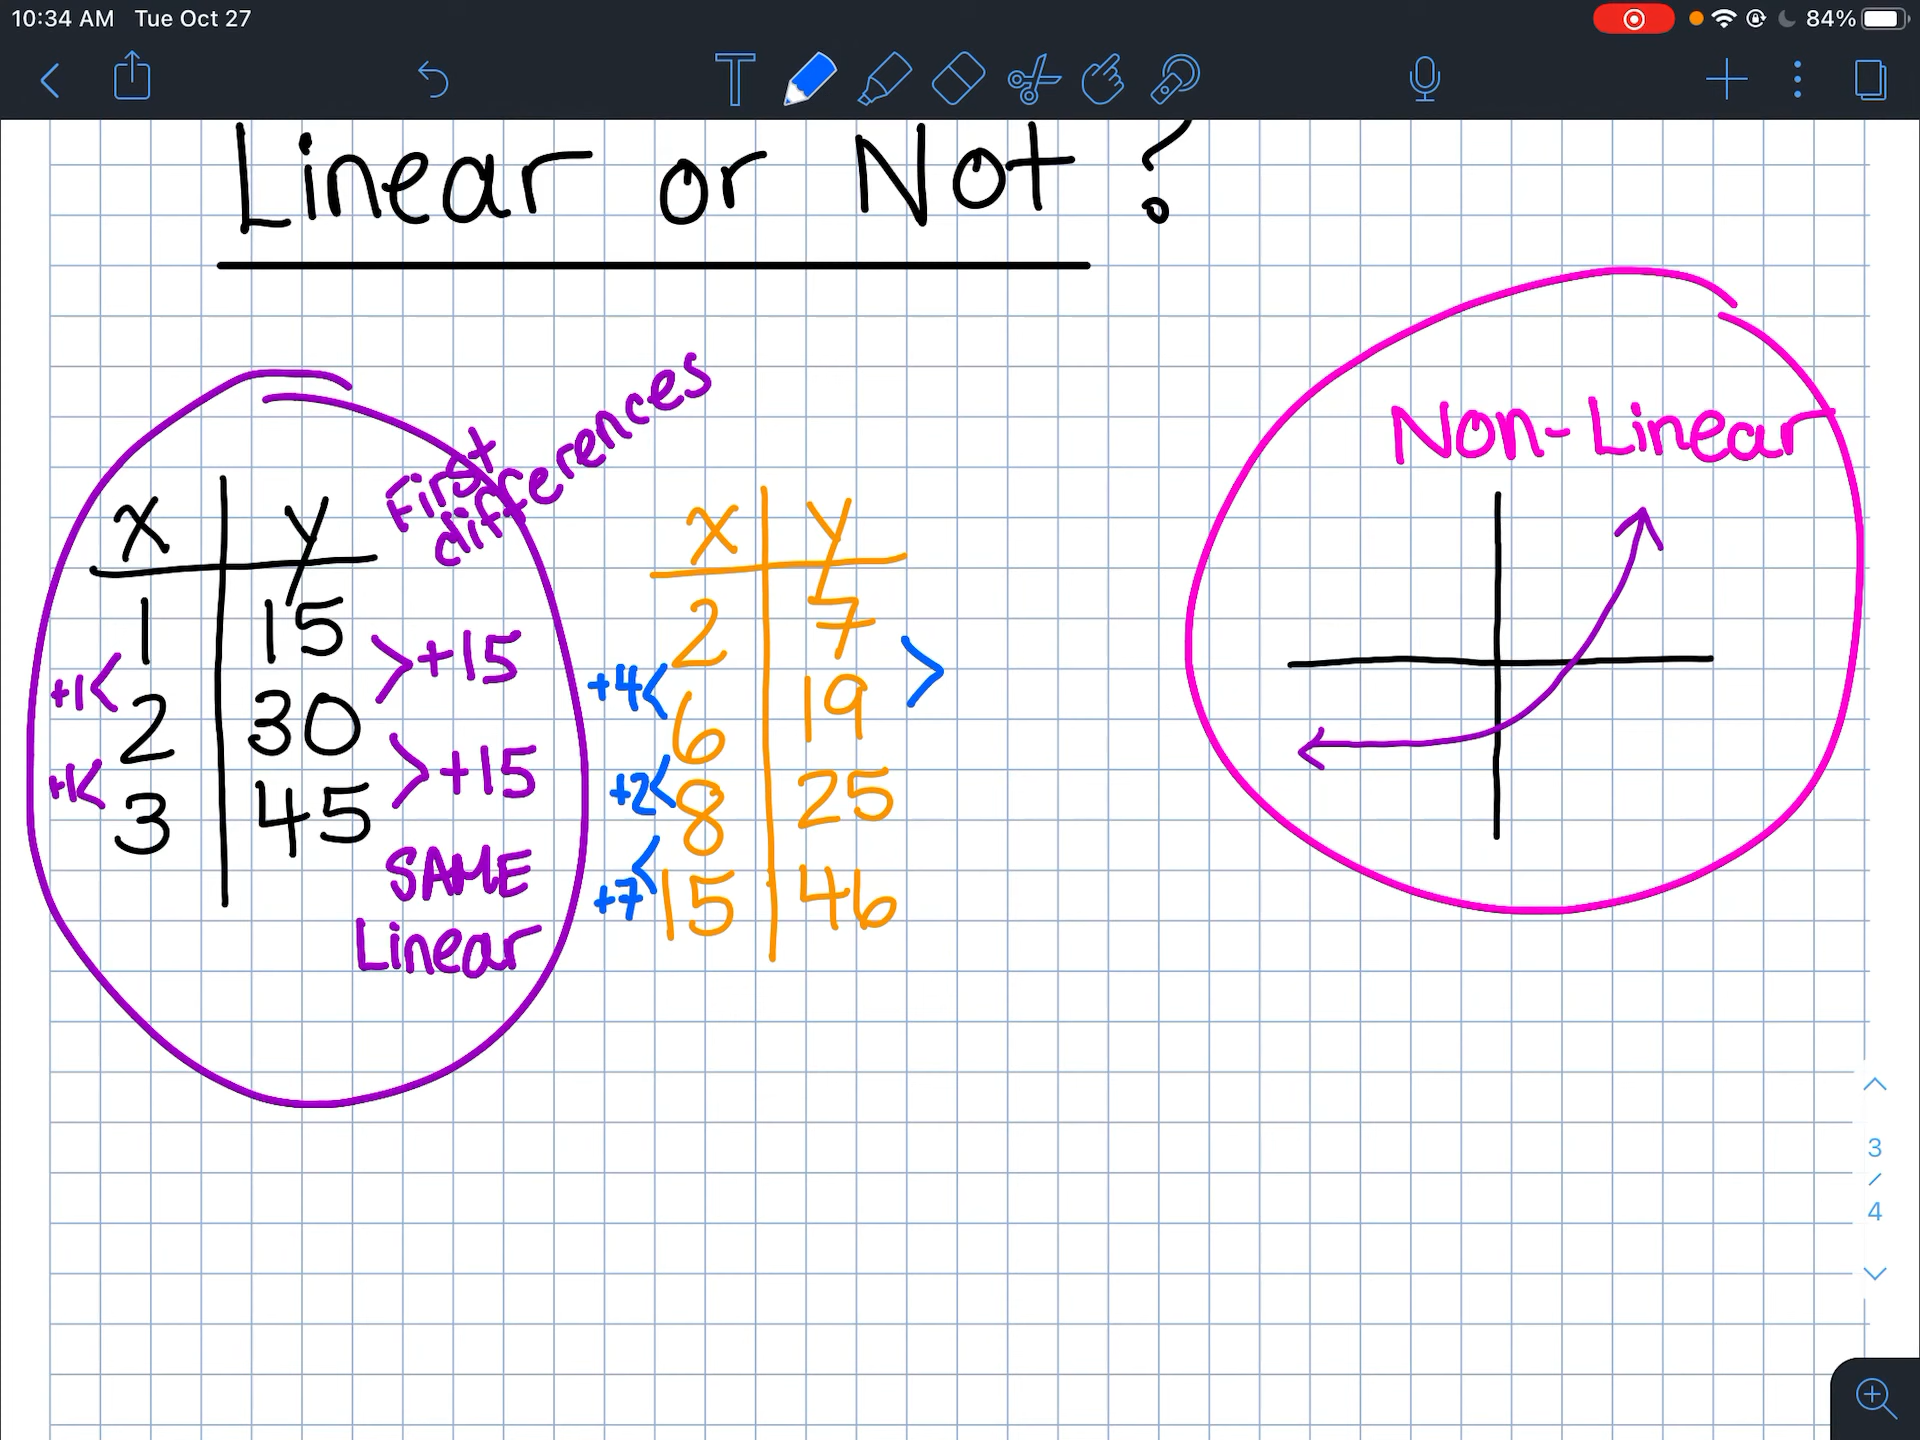 10:34 AM Tue Oct 27
84%
T
Linear or Not ?
First
differences
x y
1 15
+1 +15
2 30
+1 +15
3 45
SAME
Linear
x y
2 7
+4
6 19
+2
8 25
+7
15 46
Non-Linear
3
/
4